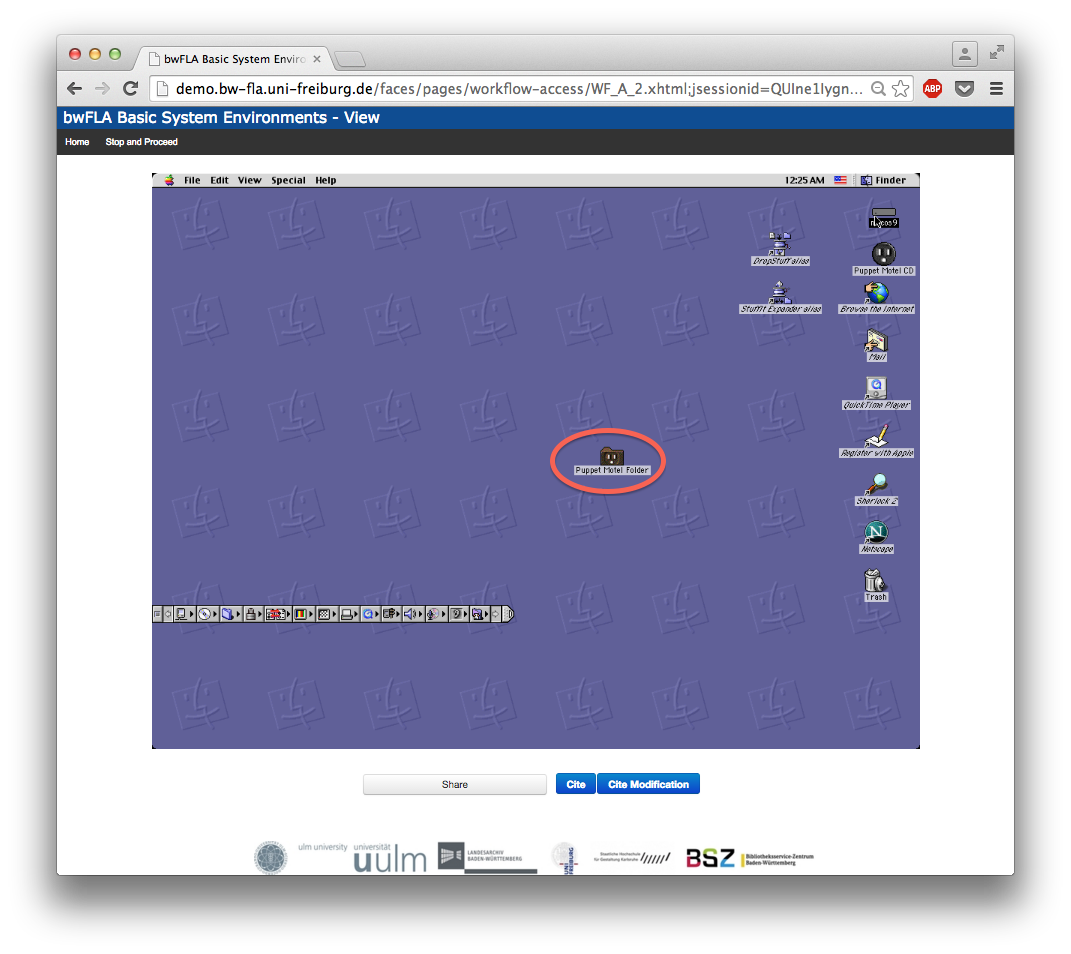 bwFLA Basic System Enviro
demo.bw-fla.uni-freiburg.de/faces/pages/workflow-access/WF_A_2.xhtml;jsessionid=QUIne1lygn...
ABP
bwFLA Basic System Environments - View
Home Stop and Proceed
File Edit View Special Help 12:25 AM Finder
macos9
DropStuff alias
Puppet Motel CD
StuffIt Expander alias
Browse the Internet
Mail
QuickTime Player
Puppet Motel Folder
Register with Apple
Sherlock 2
N
Netscape
Trash
Share Cite Cite Modification
ulm university universität
uulm
LANDESARCHIV
BADEN-WÜRTTEMBERG
UNI
FREIBURG
Staatliche Hochschule
für Gestaltung Karlsruhe
BSZ
Bibliotheksservice-Zentrum
Baden-Württemberg